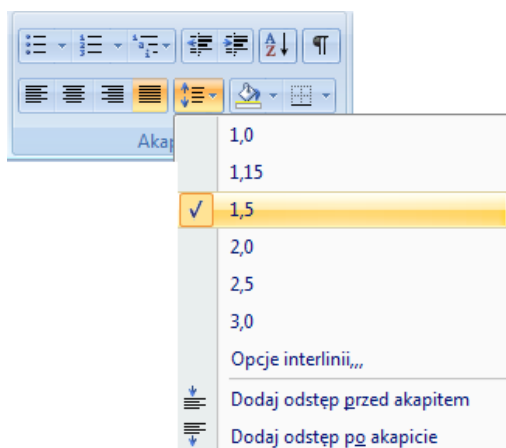 Akap
1,0
1,15
1,5
2,0
2,5
3,0
Opcje interlinii,,,
Dodaj odstęp przed akapitem
Dodaj odstęp po akapicie